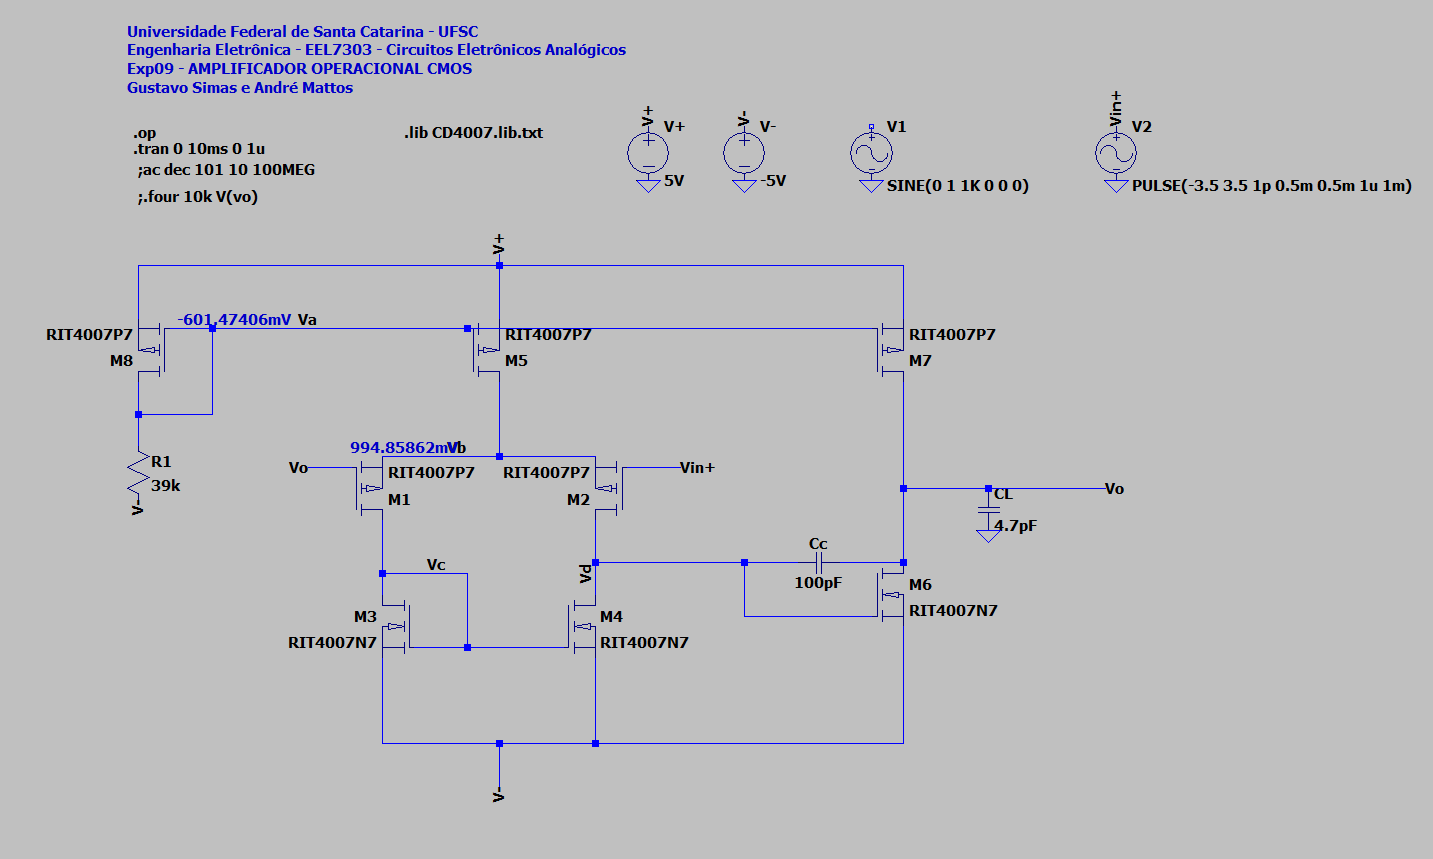 Universidade Federal de Santa Catarina - UFSC
Engenharia Eletrônica - EEL7303 - Circuitos Eletrônicos Analógicos
Exp09 - AMPLIFICADOR OPERACIONAL CMOS
Gustavo Simas e André Mattos
.op
.tran 0 10ms 0 1u
;ac dec 101 10 100MEG
;.four 10k V(vo)
.lib CD4007.lib.txt
V+
V+
5V
V-
V-
-5V
V1
SINE(0 1 1K 0 0 0)
Vin+
V2
PULSE(-3.5 3.5 1p 0.5m 0.5m 1u 1m)
V+
-601.47406mV Va
RIT4007P7
M8
RIT4007P7
M5
RIT4007P7
M7
R1
39k
V-
994.85862mV Vb
Vo
RIT4007P7
M1
RIT4007P7
M2
Vin+
Vo
CL
4.7pF
Vc
Vd
Cc
100pF
M3
RIT4007N7
M4
RIT4007N7
M6
RIT4007N7
V-